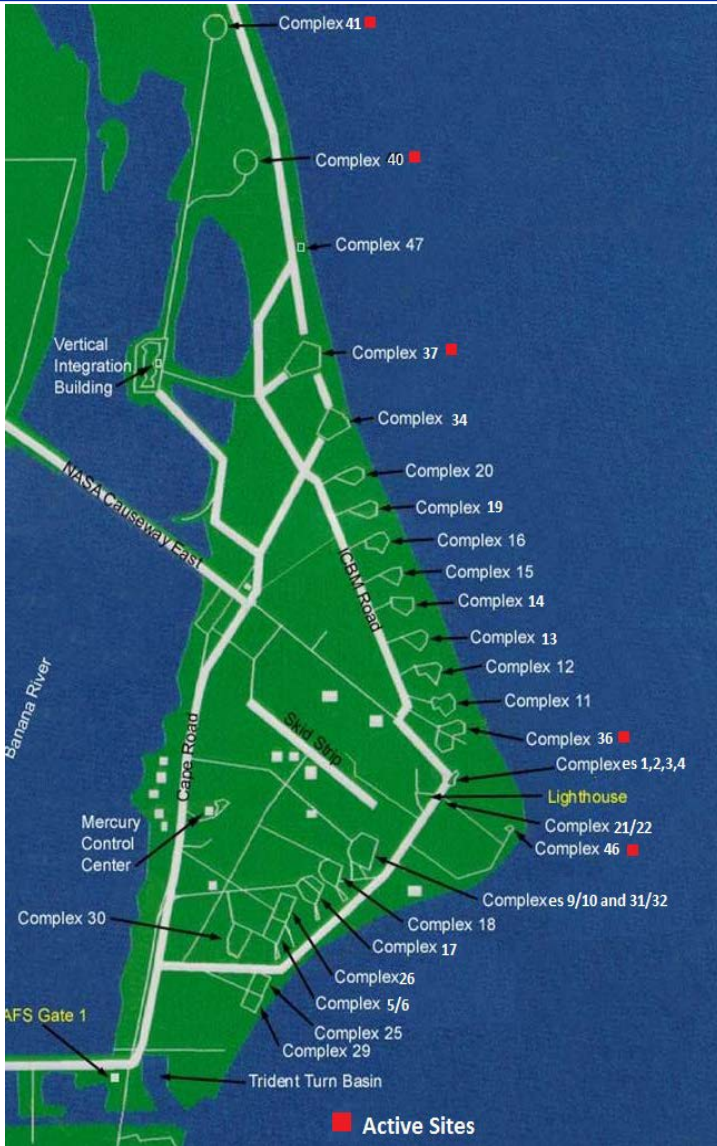 Complex 41
Complex 40
Complex 47
Vertical
Integration
Building
Complex 37
Complex 34
NASA Causeway East
Complex 20
Complex 19
Complex 16
ICBM Road
Complex 15
Complex 14
Complex 13
Complex 12
Complex 11
Banana River
Cape Road
Skid Strip
Complex 36
Complexes 1,2,3,4
Lighthouse
Complex 21/22
Complex 46
Mercury
Control
Center
Complexes 9/10 and 31/32
Complex 18
Complex 30
Complex 17
Complex26
Complex 5/6
AFS Gate 1
Complex 25
Complex 29
Trident Turn Basin
Active Sites